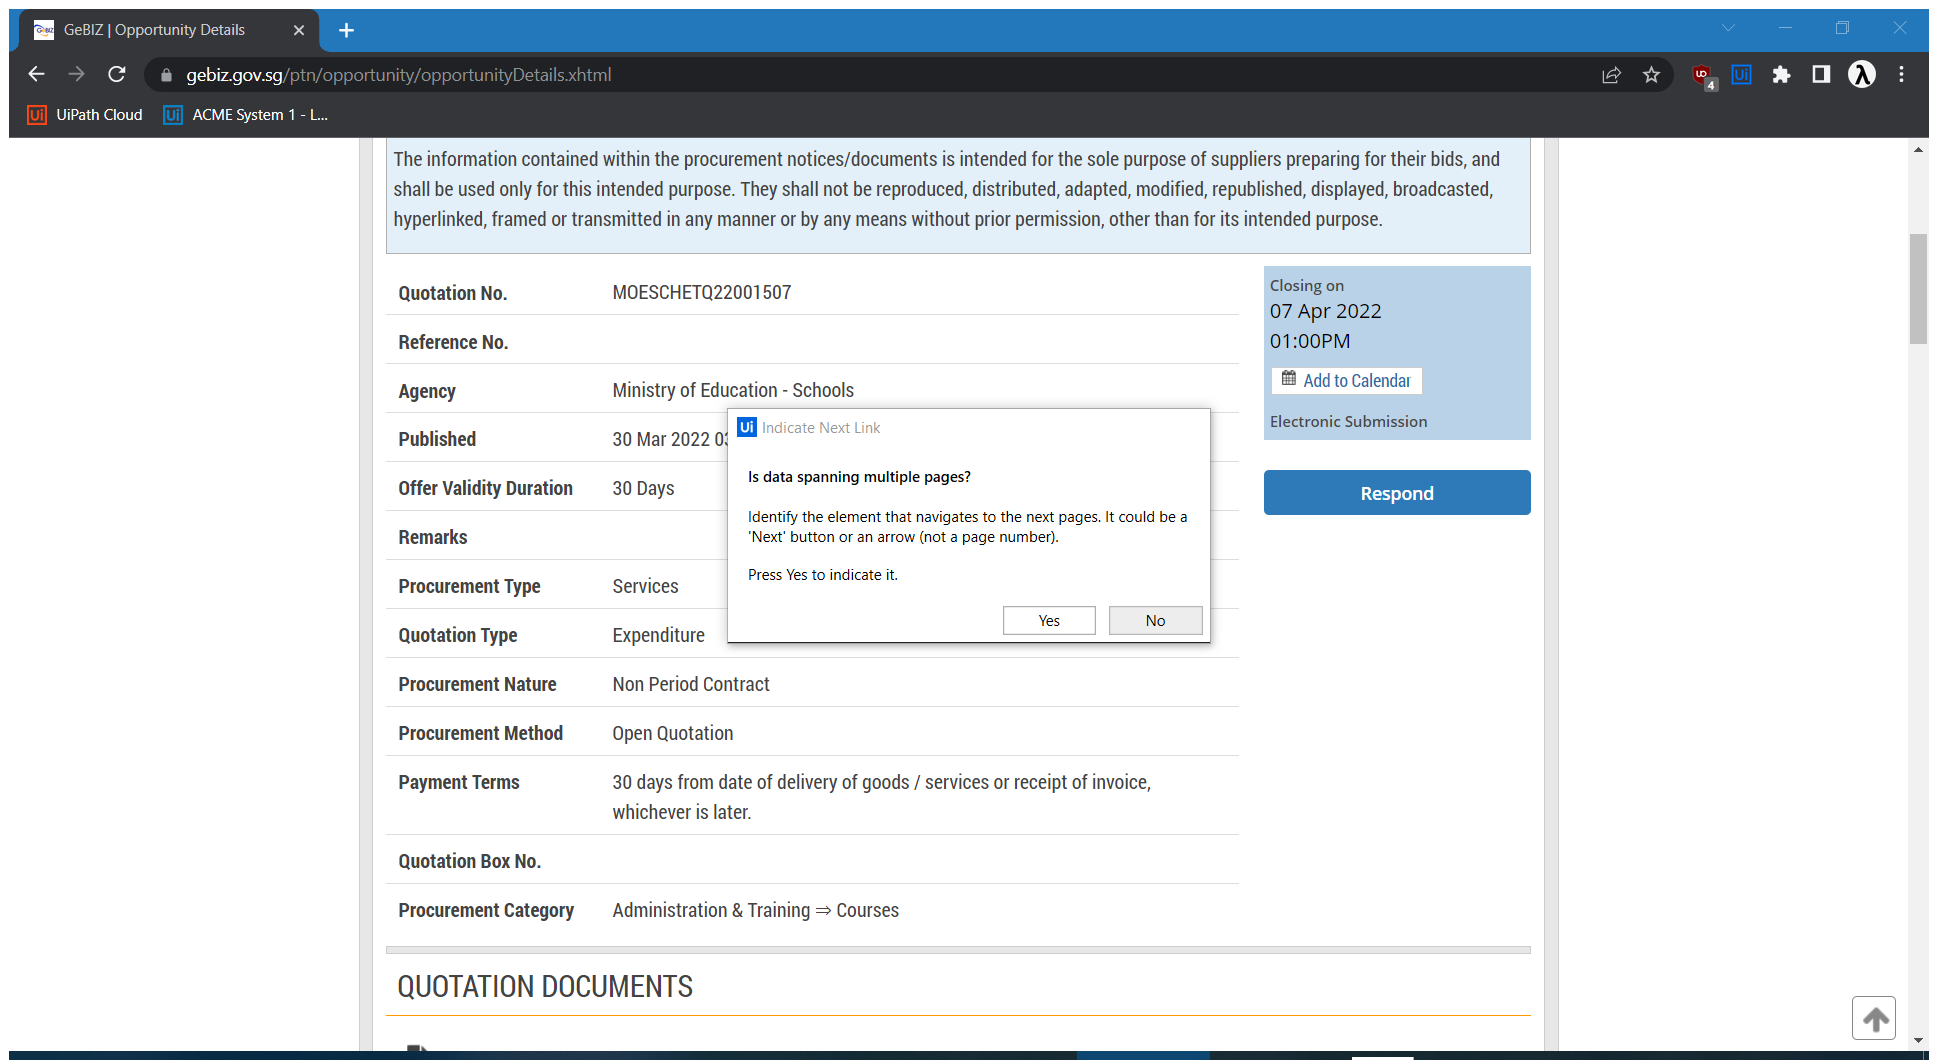 GeBIZ | Opportunity Details
gebiz.gov.sg/ptn/opportunity/opportunityDetails.xhtml
4
Ui UiPath Cloud Ui ACME System 1 - L...
The information contained within the procurement notices/documents is intended for the sole purpose of suppliers preparing for their bids, and
shall be used only for this intended purpose. They shall not be reproduced, distributed, adapted, modified, republished, displayed, broadcasted,
hyperlinked, framed or transmitted in any manner or by any means without prior permission, other than for its intended purpose.
Quotation No. MOESCHETQ22001507
Reference No.
Agency Ministry of Education - Schools
Published 30 Mar 2022 03
Offer Validity Duration 30 Days
Remarks
Procurement Type Services
Quotation Type Expenditure
Procurement Nature Non Period Contract
Procurement Method Open Quotation
Payment Terms 30 days from date of delivery of goods / services or receipt of invoice,
whichever is later.
Quotation Box No.
Procurement Category Administration & Training ⇒ Courses
Closing on
07 Apr 2022
01:00PM
Add to Calendar
Electronic Submission
Respond
Ui Indicate Next Link
Is data spanning multiple pages?
Identify the element that navigates to the next pages. It could be a
'Next' button or an arrow (not a page number).
Press Yes to indicate it.
Yes No
QUOTATION DOCUMENTS